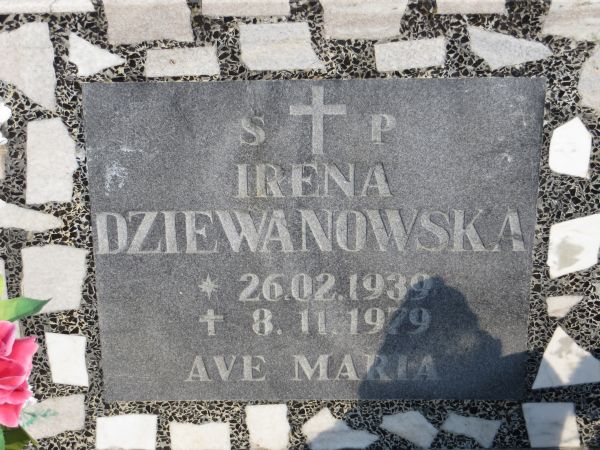 S P
IRENA
DZIEWANOWSKA
* 26.02.1939
✝ 8.11.1979
AVE MARIA